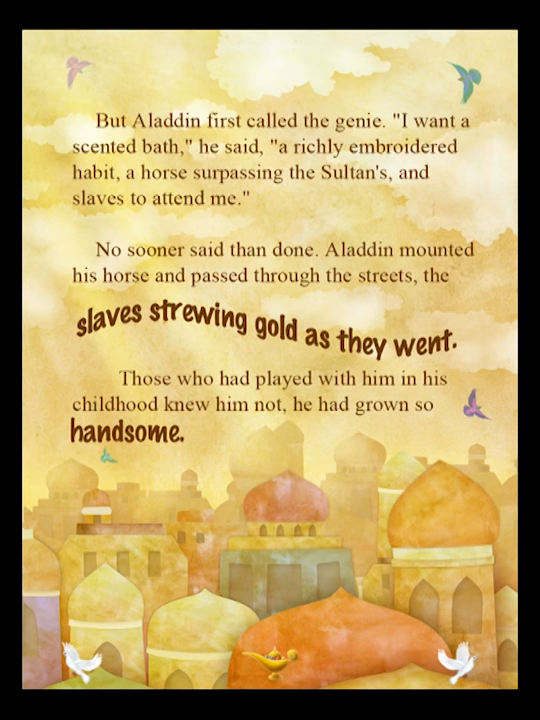 But Aladdin first called the genie. "I want a
scented bath," he said, "a richly embroidered
habit, a horse surpassing the Sultan's, and
slaves to attend me."
No sooner said than done. Aladdin mounted
his horse and passed through the streets, the
slaves strewing gold as they went.
Those who had played with him in his
childhood knew him not, he had grown so
handsome.